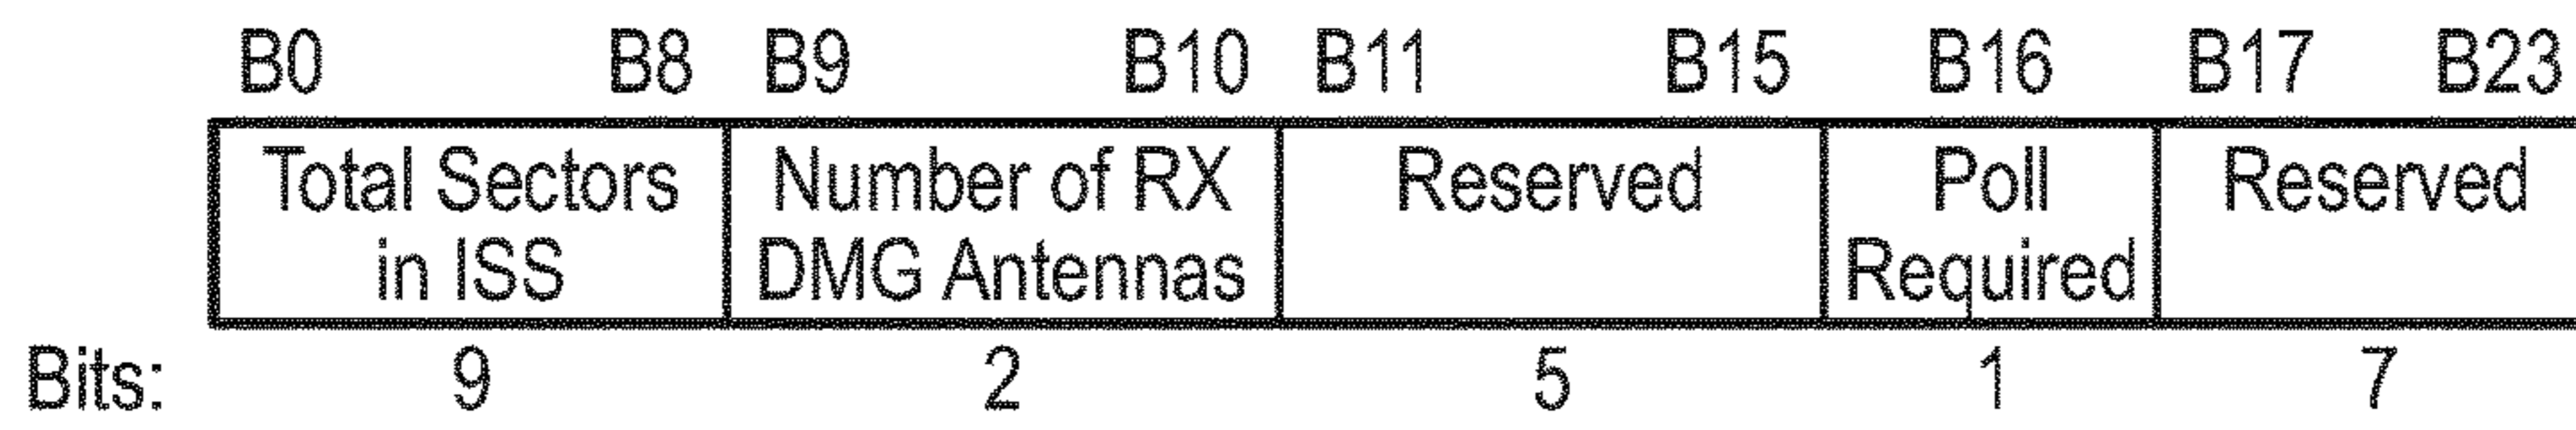 B0 B8 B9 B10 B11 B15 B16 B17 B23
Total Sectors Number of RX Reserved Poll Reserved
in ISS DMG Antennas Required
Bits: 9 2 5 1 7